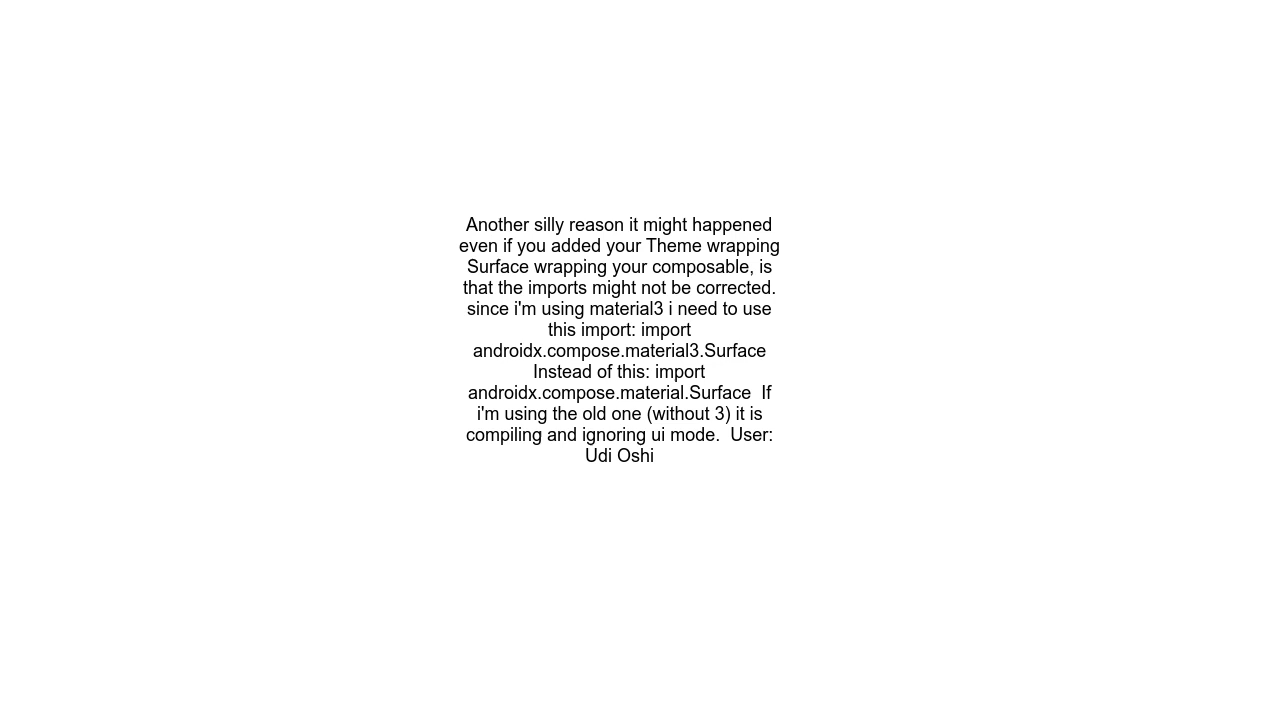 Another silly reason it might happened
even if you added your Theme wrapping
Surface wrapping your composable, is
that the imports might not be corrected.
since i'm using material3 i need to use
this import: import
androidx.compose.material3.Surface
Instead of this: import
androidx.compose.material.Surface  If
i'm using the old one (without 3) it is
compiling and ignoring ui mode.  User:
Udi Oshi